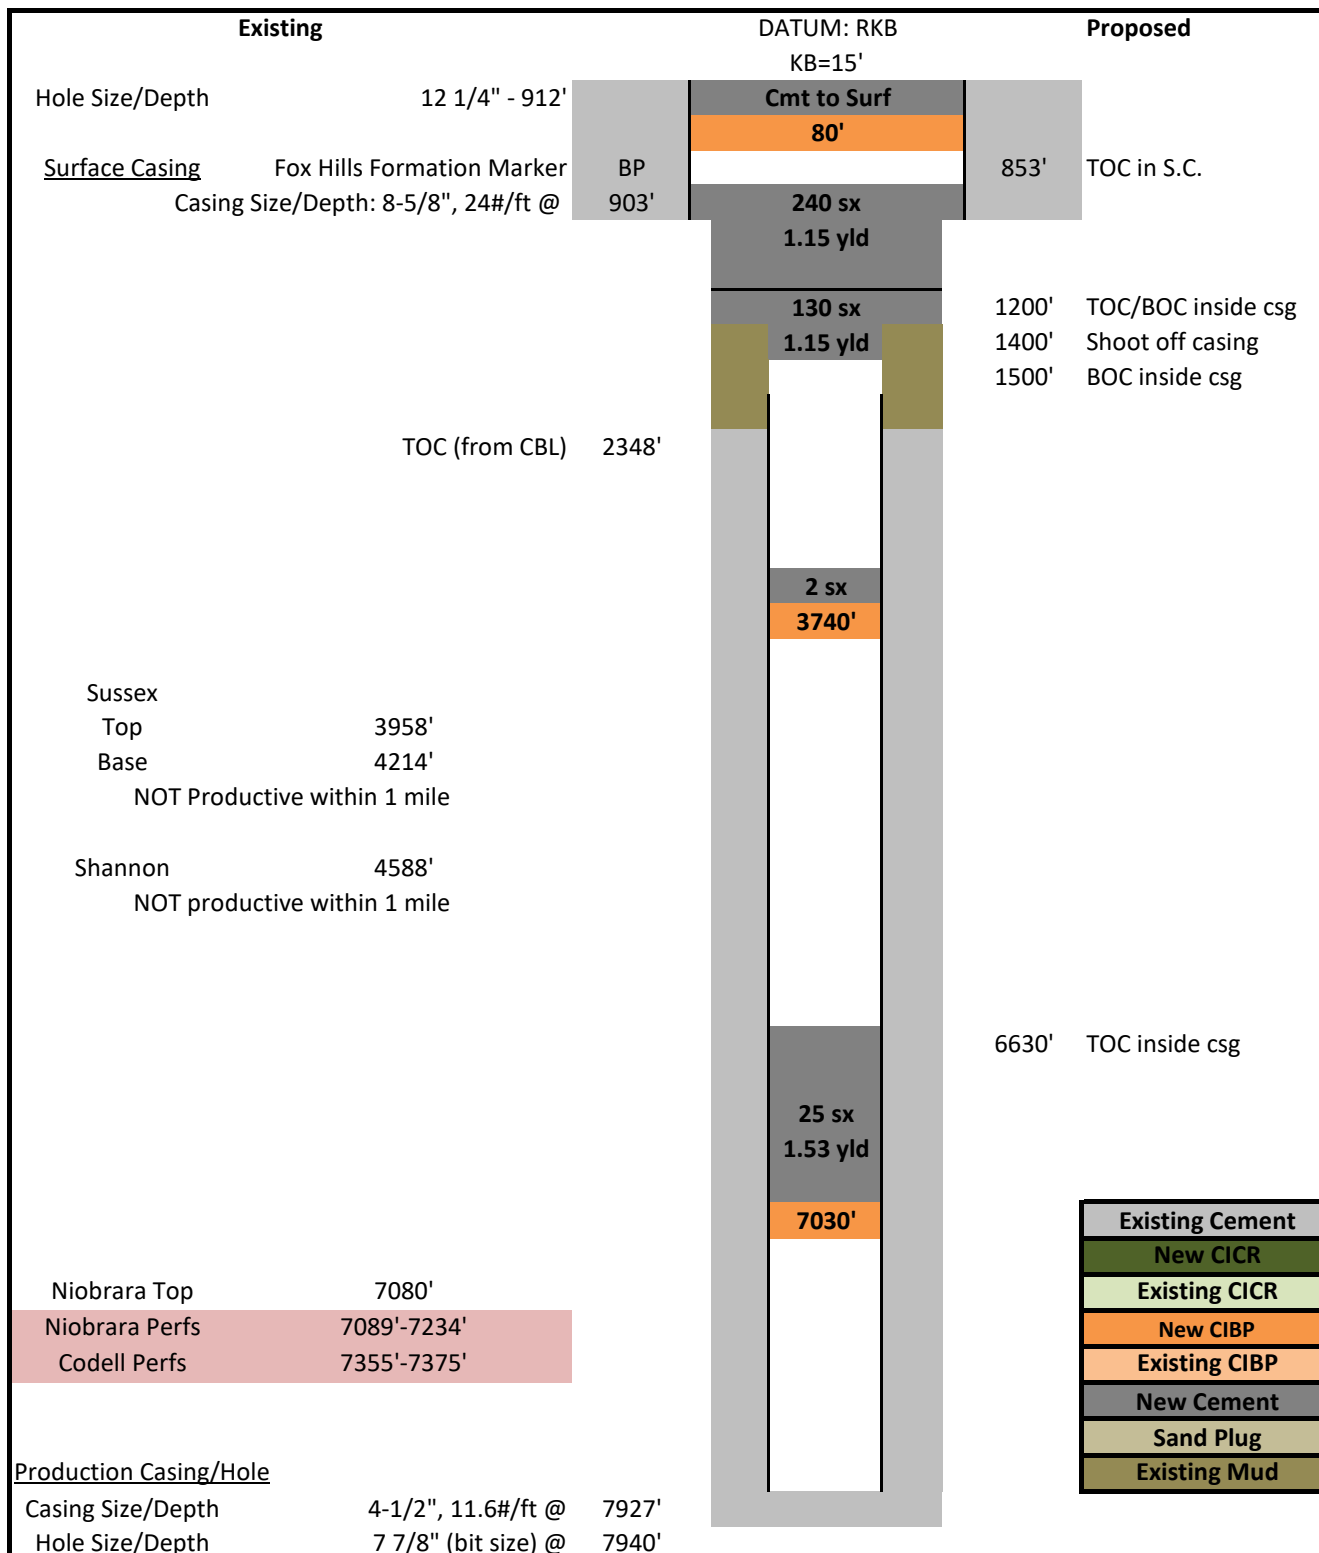 Existing DATUM: RKB Proposed
KB=15'
Hole Size/Depth 12 1/4" - 912' Cmt to Surf
80'
Surface Casing Fox Hills Formation Marker BP 853' TOC in S.C.
Casing Size/Depth: 8-5/8", 24#/ft @ 903' 240 sx
1.15 yld
130 sx 1200' TOC/BOC inside csg
1.15 yld 1400' Shoot off casing
1500' BOC inside csg
TOC (from CBL) 2348'
2 sx
3740'
Sussex
Top 3958'
Base 4214'
NOT Productive within 1 mile
Shannon 4588'
NOT productive within 1 mile
6630' TOC inside csg
25 sx
1.53 yld
7030' Existing Cement
New CICR
Niobrara Top 7080' Existing CICR
Niobrara Perfs 7089'-7234' New CIBP
Codell Perfs 7355'-7375' Existing CIBP
New Cement
Sand Plug
Production Casing/Hole Existing Mud
Casing Size/Depth 4-1/2", 11.6#/ft @ 7927'
Hole Size/Depth 7 7/8" (bit size) @ 7940'